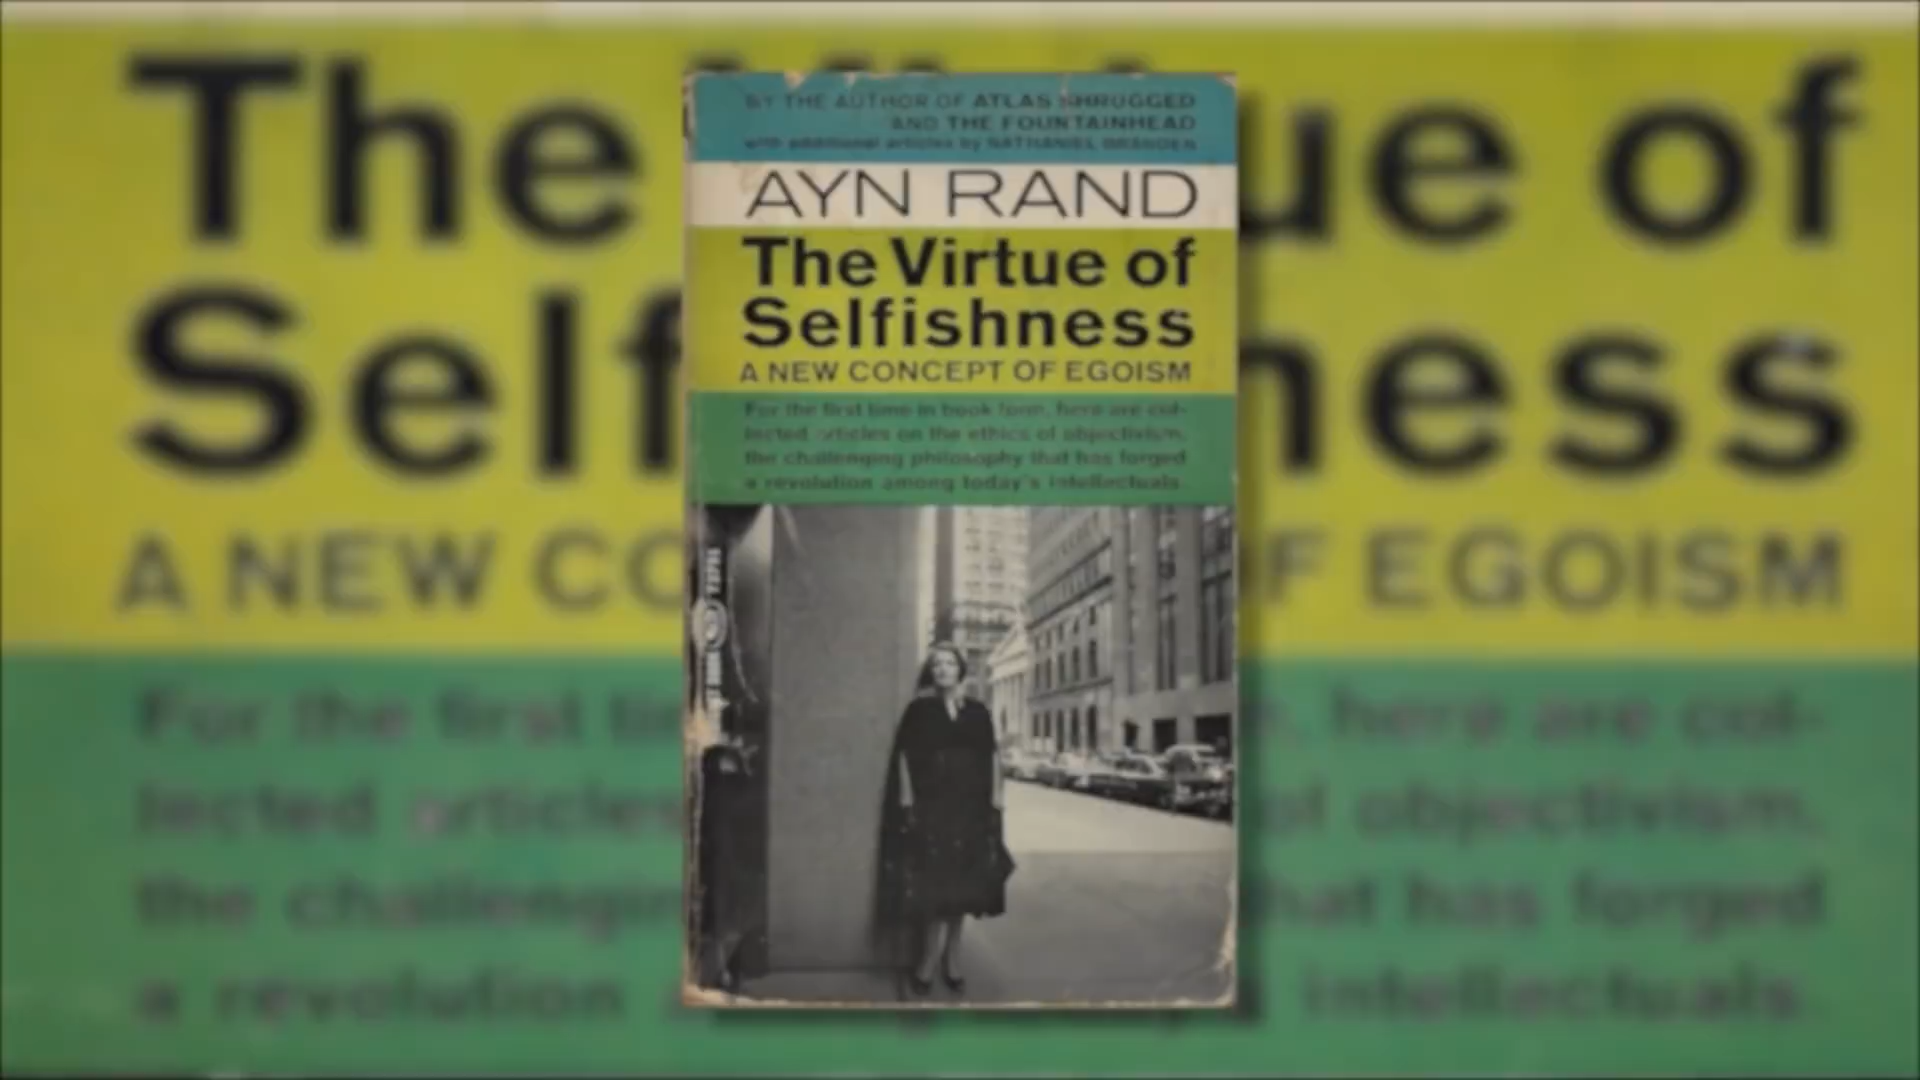 BY THE AUTHOR OF ATLAS SHRUGGED
AND THE FOUNTAINHEAD
with additional articles by NATHANIEL BRANDEN
AYN RAND
The Virtue of
Selfishness
A NEW CONCEPT OF EGOISM
For the first time in book form, here are col-
lected articles on the ethics of objectivism,
the challenging philosophy that has forged
a revolution among today's intellectuals.